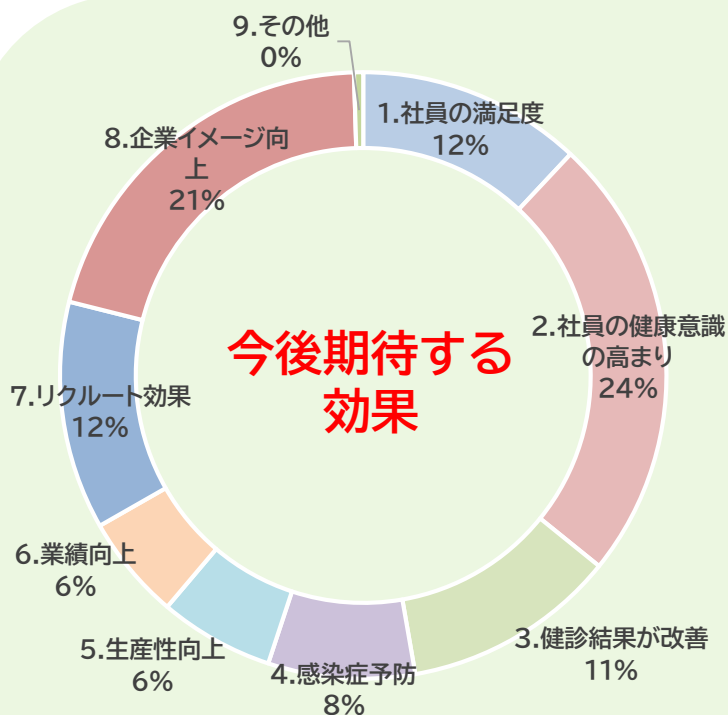 9.その他
0%
1.社員の満足度
12%
8.企業イメージ向
上
21%
2.社員の健康意識
の高まり
24%
今後期待する
効果
7.リクルート効果
12%
6.業績向上
6%
3.健診結果が改善
11%
5.生産性向上
6%
4.感染症予防
8%